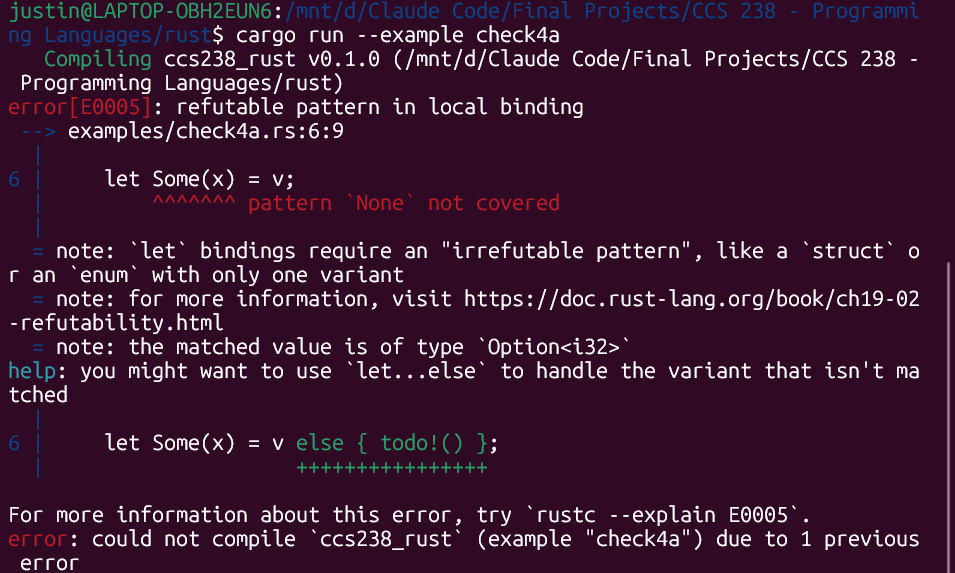 justin@LAPTOP-OBH2EUN6:/mnt/d/Claude Code/Final Projects/CCS 238 - Programmi
ng Languages/rust$ cargo run --example check4a
   Compiling ccs238_rust v0.1.0 (/mnt/d/Claude Code/Final Projects/CCS 238 -
 Programming Languages/rust)
error[E0005]: refutable pattern in local binding
 --> examples/check4a.rs:6:9
  |
6 |     let Some(x) = v;
  |         ^^^^^^^ pattern `None` not covered
  |
  = note: `let` bindings require an "irrefutable pattern", like a `struct` o
r an `enum` with only one variant
  = note: for more information, visit https://doc.rust-lang.org/book/ch19-02
-refutability.html
  = note: the matched value is of type `Option<i32>`
help: you might want to use `let...else` to handle the variant that isn't ma
tched
  |
6 |     let Some(x) = v else { todo!() };
  |                     ++++++++++++++++

For more information about this error, try `rustc --explain E0005`.
error: could not compile `ccs238_rust` (example "check4a") due to 1 previous
 error